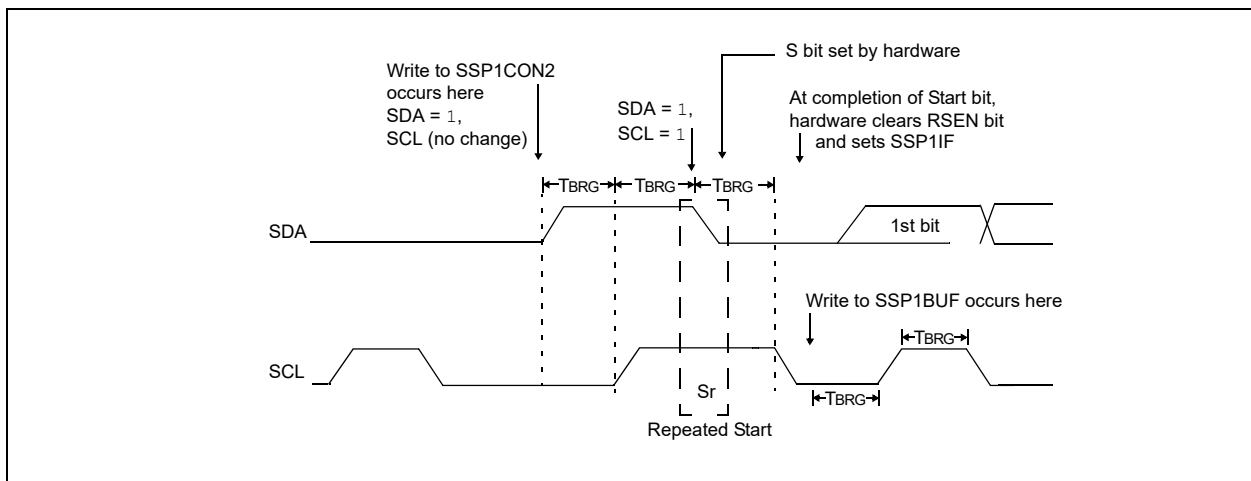 S bit set by hardware
Write to SSP1CON2
occurs here
SDA = 1,
SCL (no change)
SDA = 1,
SCL = 1
At completion of Start bit,
hardware clears RSEN bit
and sets SSP1IF
TBRG TBRG TBRG
SDA
1st bit
Write to SSP1BUF occurs here
TBRG
SCL
Sr
TBRG
Repeated Start